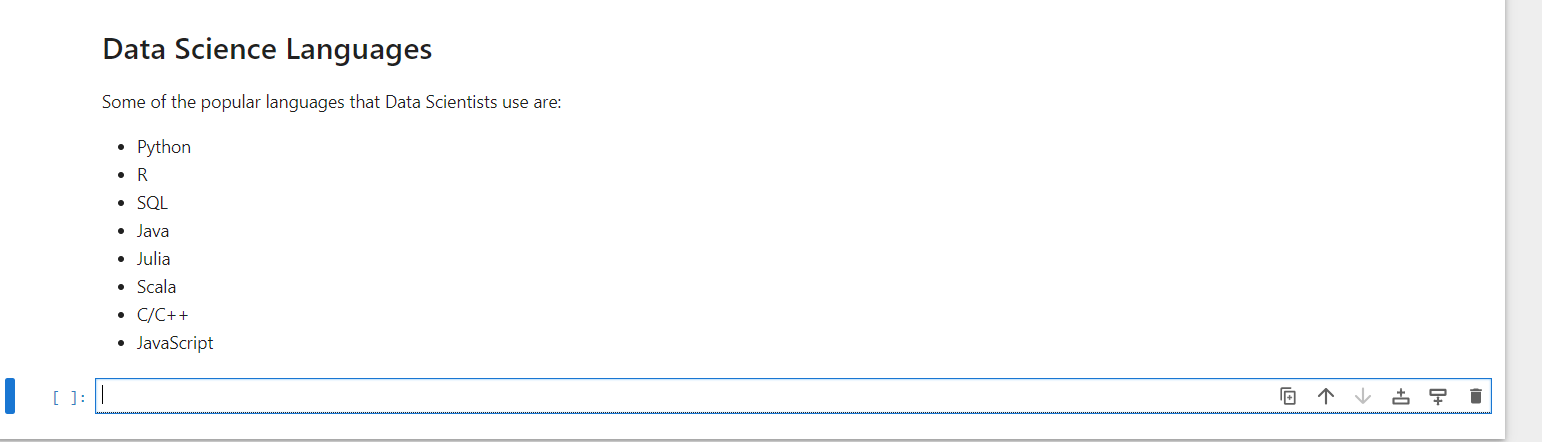 Data Science Languages
Some of the popular languages that Data Scientists use are:
Python
R
SQL
Java
Julia
Scala
C/C++
JavaScript
[ ]: